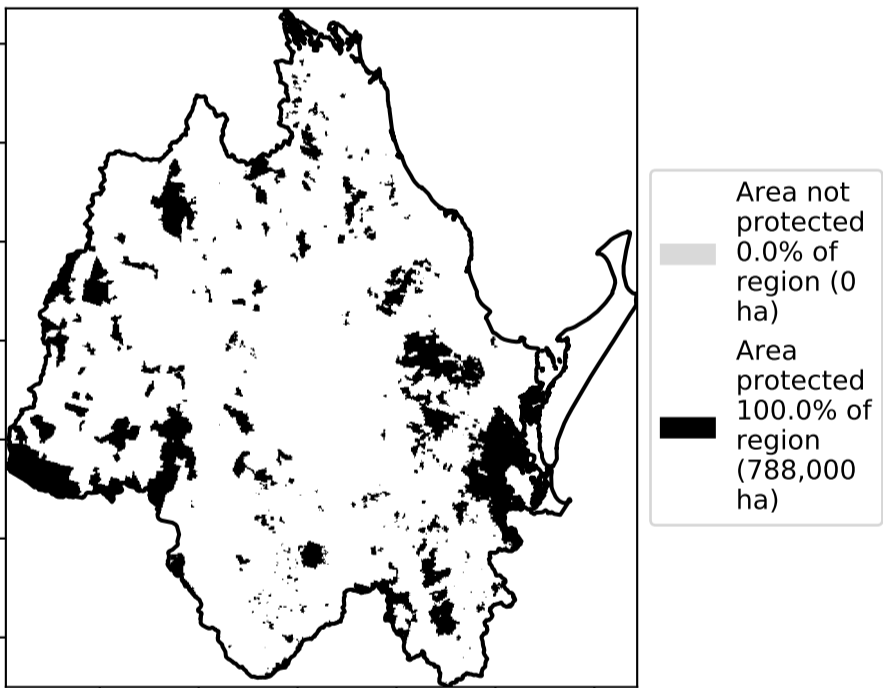 Area not
protected
0.0% of
region (0
ha)
Area
protected
100.0% of
region
(788,000
ha)